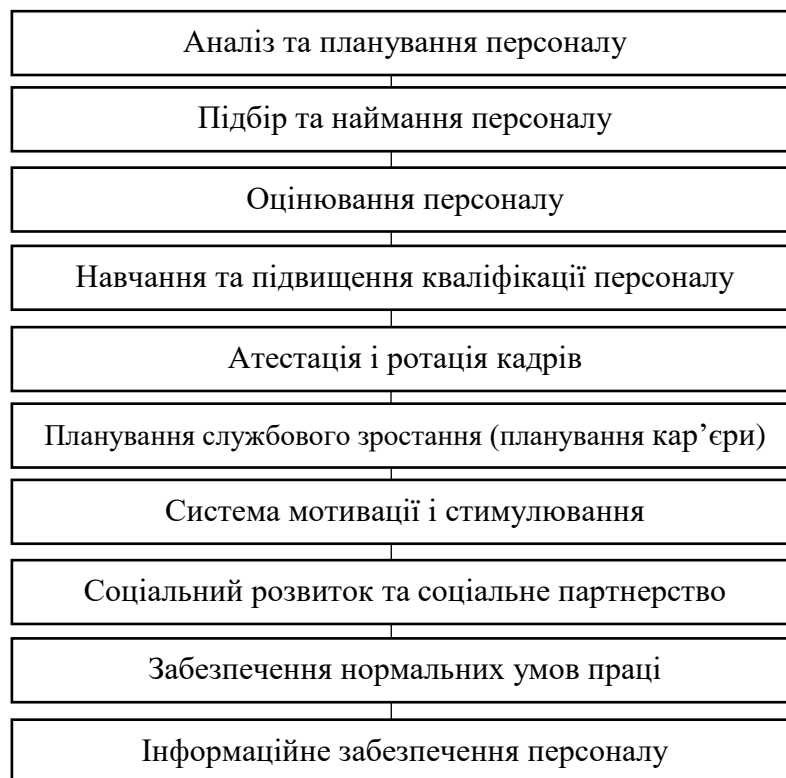 Аналіз та планування персоналу
Підбір та наймання персоналу
Оцінювання персоналу
Навчання та підвищення кваліфікації персоналу
Атестація і ротація кадрів
Планування службового зростання (планування кар’єри)
Система мотивації і стимулювання
Соціальний розвиток та соціальне партнерство
Забезпечення нормальних умов праці
Інформаційне забезпечення персоналу